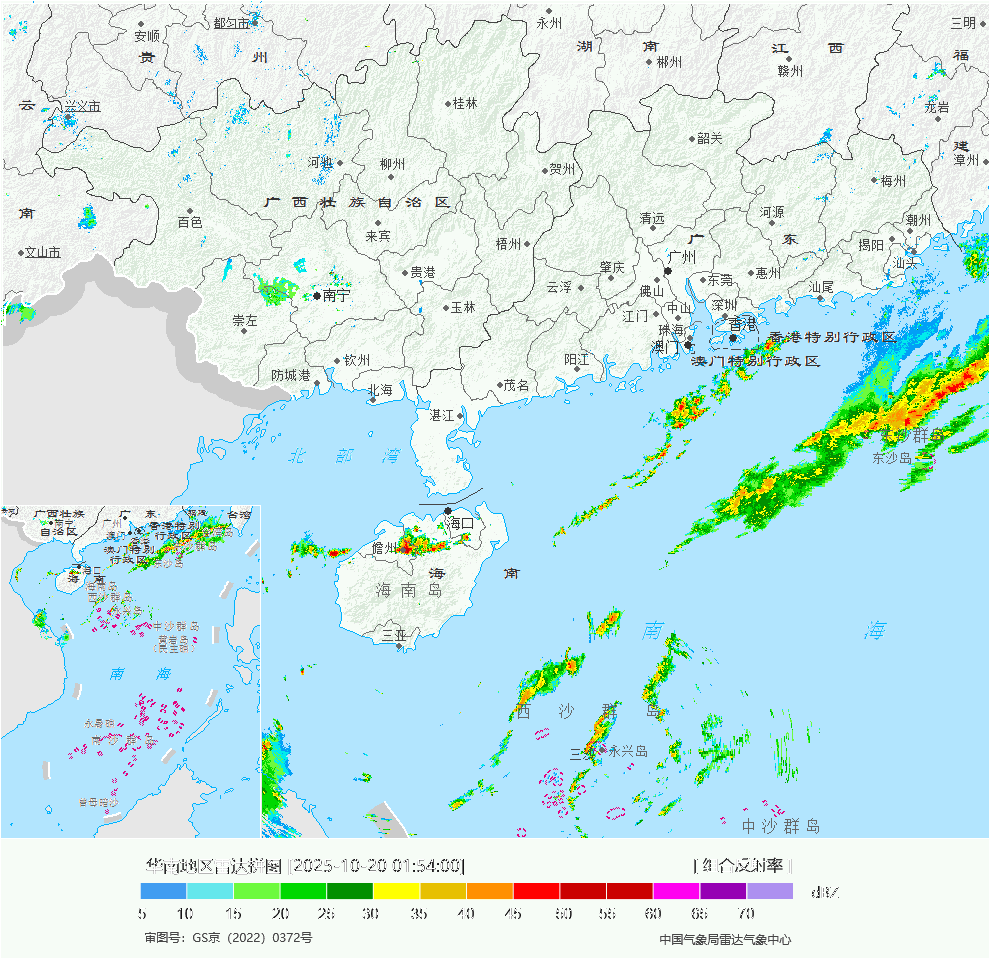 永州
三明
都匀市
安顺
贵
州
湖
南
江
西
福
郴州
赣州
云
兴义市
桂林
龙岩
韶关
建
漳州
河池
柳州
贺州
梅州
广西壮族自治区
南
百色
来宾
清远
河源
潮州
梧州
广
东
揭阳
文山市
广州
汕头
贵港
肇庆
东莞
惠州
南宁
云浮
佛山
汕尾
崇左
玉林
江门
中山
深圳
珠海
香港
香港特别行政区
澳门
澳门特别行政区
钦州
阳江
防城港
北海
茂名
湛江
东沙群岛
东沙岛
北部湾
广西壮族
自治区
广东
台湾
南宁
广州
香港特别
行政区
澳门特别
行政区
海口
海南
海口
儋州
海
南
海南岛
三亚
中沙群岛
黄岩岛
南海
南海
西沙群岛
三沙
永兴岛
永暑礁
南沙群岛
曾母暗沙
中沙群岛
华南地区雷达拼图 [2025-10-20 01:54:00]
[组合反射率]
dBZ
5 10 15 20 25 30 35 40 45 50 55 60 65 70
审图号：GS京（2022）0372号
中国气象局雷达气象中心